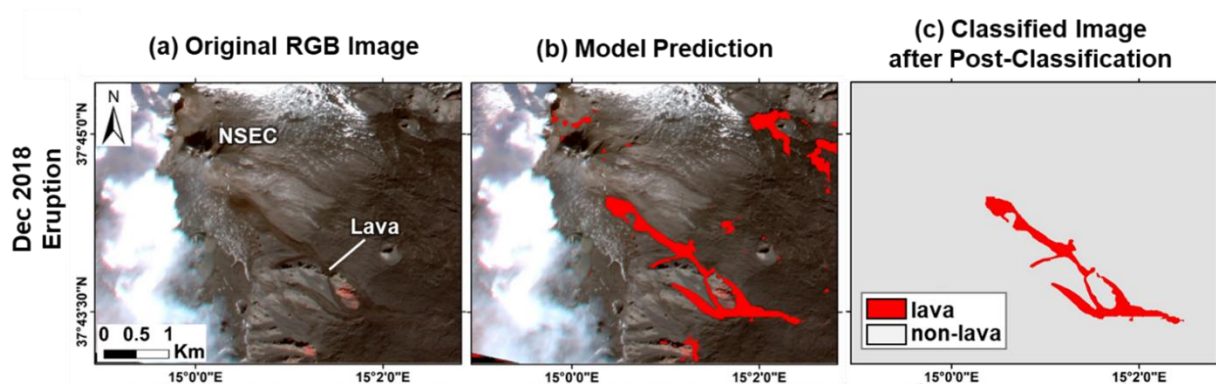 (a) Original RGB Image
(b) Model Prediction
(c) Classified Image
after Post-Classification
Dec 2018
Eruption
N
37°45'0"N
37°43'30"N
NSEC
Lava
0 0.5 1
Km
lava
non-lava
15°0'0"E 15°2'0"E
15°0'0"E 15°2'0"E
15°0'0"E 15°2'0"E